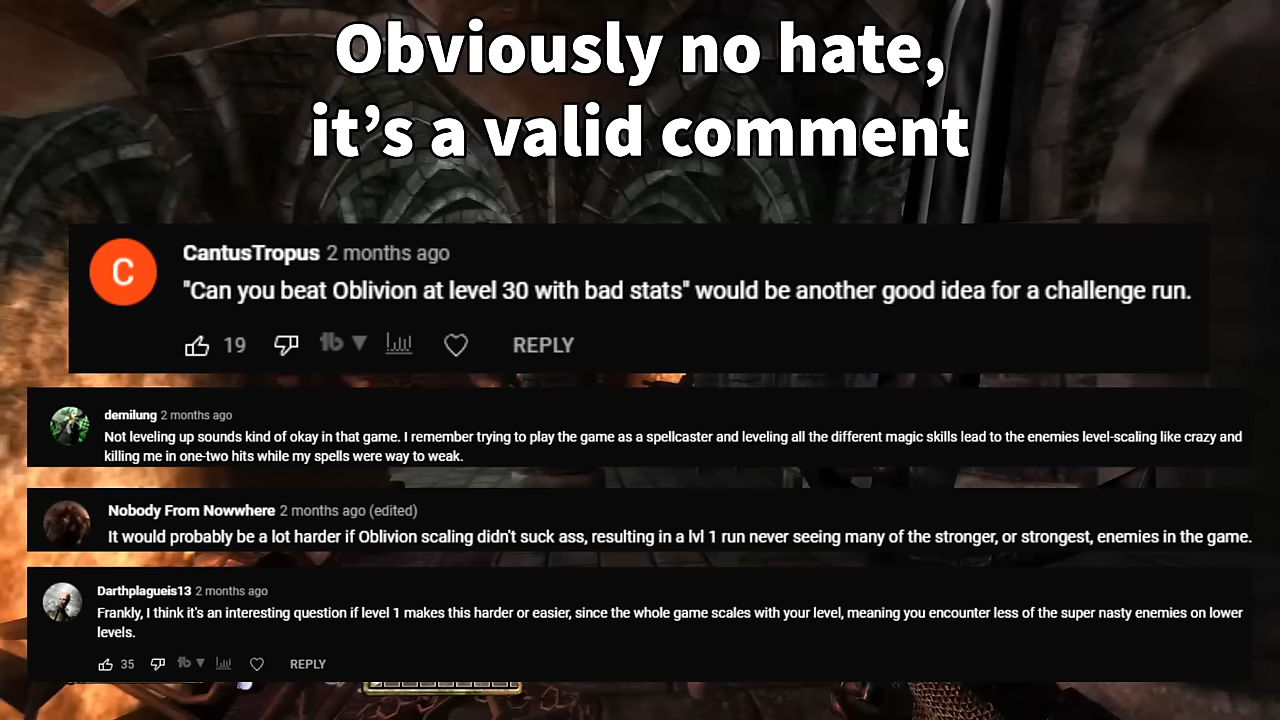 Obviously no hate,
it’s a valid comment
C
CantusTropus 2 months ago
"Can you beat Oblivion at level 30 with bad stats" would be another good idea for a challenge run.
19 REPLY
demilung 2 months ago
Not leveling up sounds kind of okay in that game. I remember trying to play the game as a spellcaster and leveling all the different magic skills lead to the enemies level-scaling like crazy and
killing me in one-two hits while my spells were way to weak.
Nobody From Nowwhere 2 months ago (edited)
It would probably be a lot harder if Oblivion scaling didn't suck ass, resulting in a lvl 1 run never seeing many of the stronger, or strongest, enemies in the game.
Darthplagueis13 2 months ago
Frankly, I think it's an interesting question if level 1 makes this harder or easier, since the whole game scales with your level, meaning you encounter less of the super nasty enemies on lower
levels.
35 REPLY